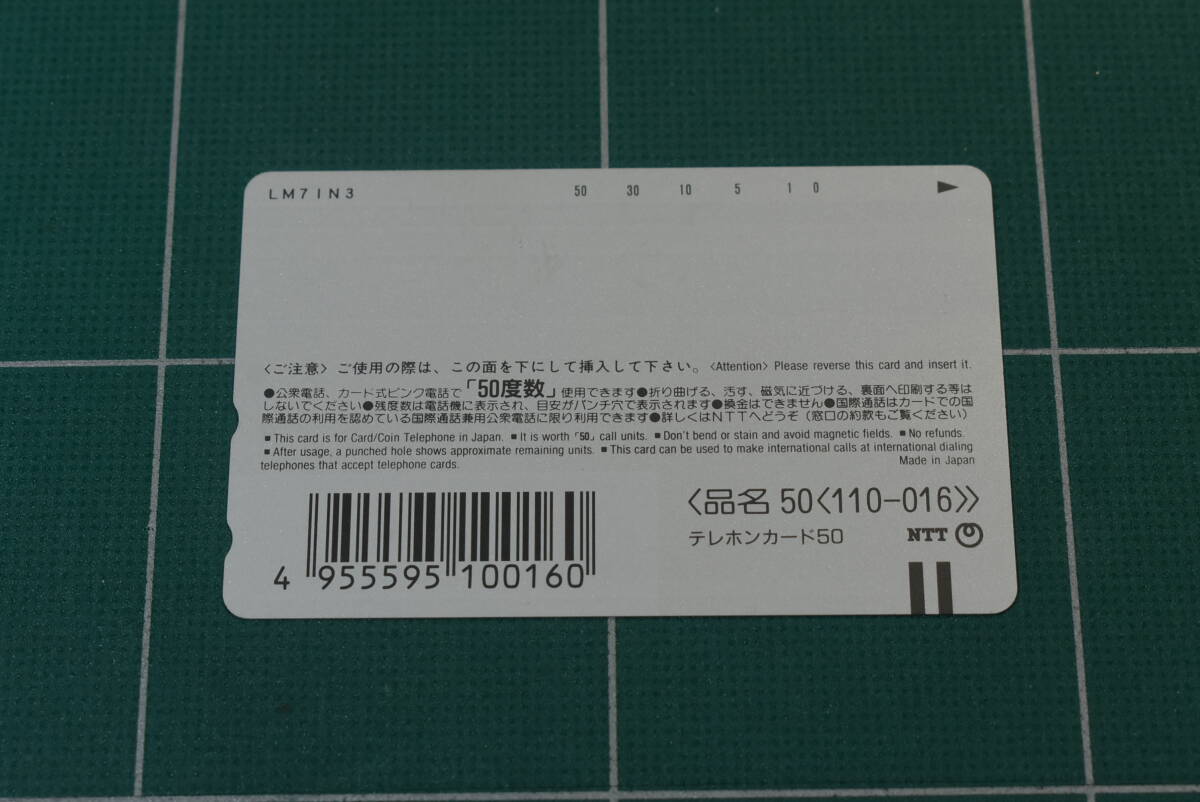 LM7IN3 50 30 10 5 1 0
〈ご注意〉ご使用の際は、この面を下にして挿入して下さい。〈Attention〉Please reverse this card and insert it.
●公衆電話、カード式ピンク電話で「50度数」使用できます●折り曲げる、汚す、磁気に近づける、裏面へ印刷する等は
しないでください●残度数は電話機に表示され、目安がパンチ穴で表示されます●換金はできません●国際通話はカードでの国
際通話の利用を認めている国際通話兼用公衆電話に限り利用できます●詳しくはNTTへどうぞ（窓口の約款もご覧ください）
■ This card is for Card/Coin Telephone in Japan. ■ It is worth「50」call units. ■ Don't bend or stain and avoid magnetic fields. ■ No refunds.
■ After usage, a punched hole shows approximate remaining units. ■ This card can be used to make international calls at international dialing
telephones that accept telephone cards. Made in Japan
〈品名 50〈110-016〉〉
テレホンカード50 NTT
4 955595 100160